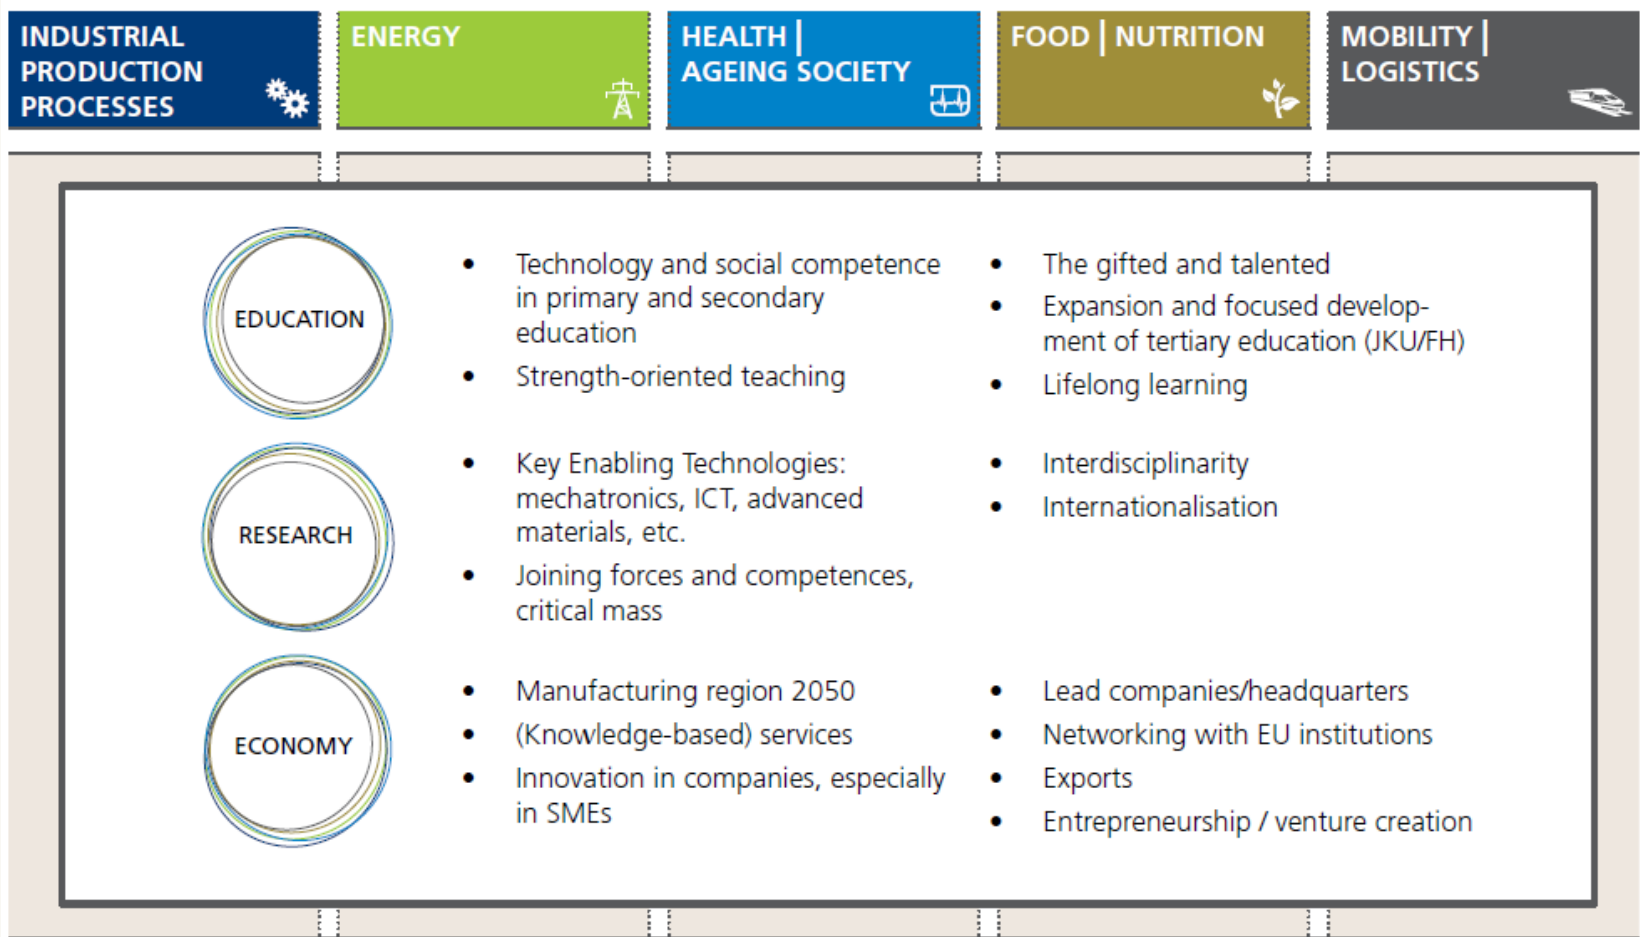 INDUSTRIAL
PRODUCTION
PROCESSES
ENERGY
HEALTH |
AGEING SOCIETY
FOOD | NUTRITION
MOBILITY |
LOGISTICS
EDUCATION
• Technology and social competence
in primary and secondary
education
• Strength-oriented teaching
• The gifted and talented
• Expansion and focused develop-
ment of tertiary education (JKU/FH)
• Lifelong learning
RESEARCH
• Key Enabling Technologies:
mechatronics, ICT, advanced
materials, etc.
• Joining forces and competences,
critical mass
• Interdisciplinarity
• Internationalisation
ECONOMY
• Manufacturing region 2050
• (Knowledge-based) services
• Innovation in companies, especially
in SMEs
• Lead companies/headquarters
• Networking with EU institutions
• Exports
• Entrepreneurship / venture creation